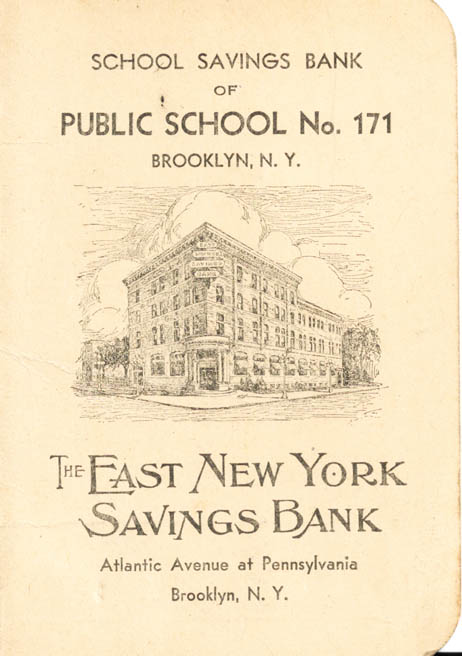 SCHOOL SAVINGS BANK
OF
PUBLIC SCHOOL No. 171
BROOKLYN, N. Y.
THE EAST NEW YORK
SAVINGS BANK
Atlantic Avenue at Pennsylvania
Brooklyn, N. Y.